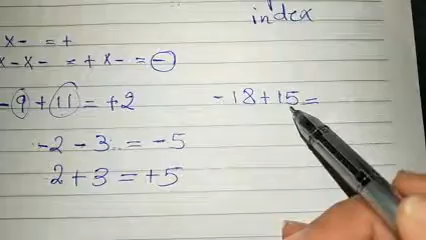 index
x - = +
x - x - = + x - = -
-9 + 11 = +2
-18+15=
-2 - 3 = -5
2 + 3 = +5